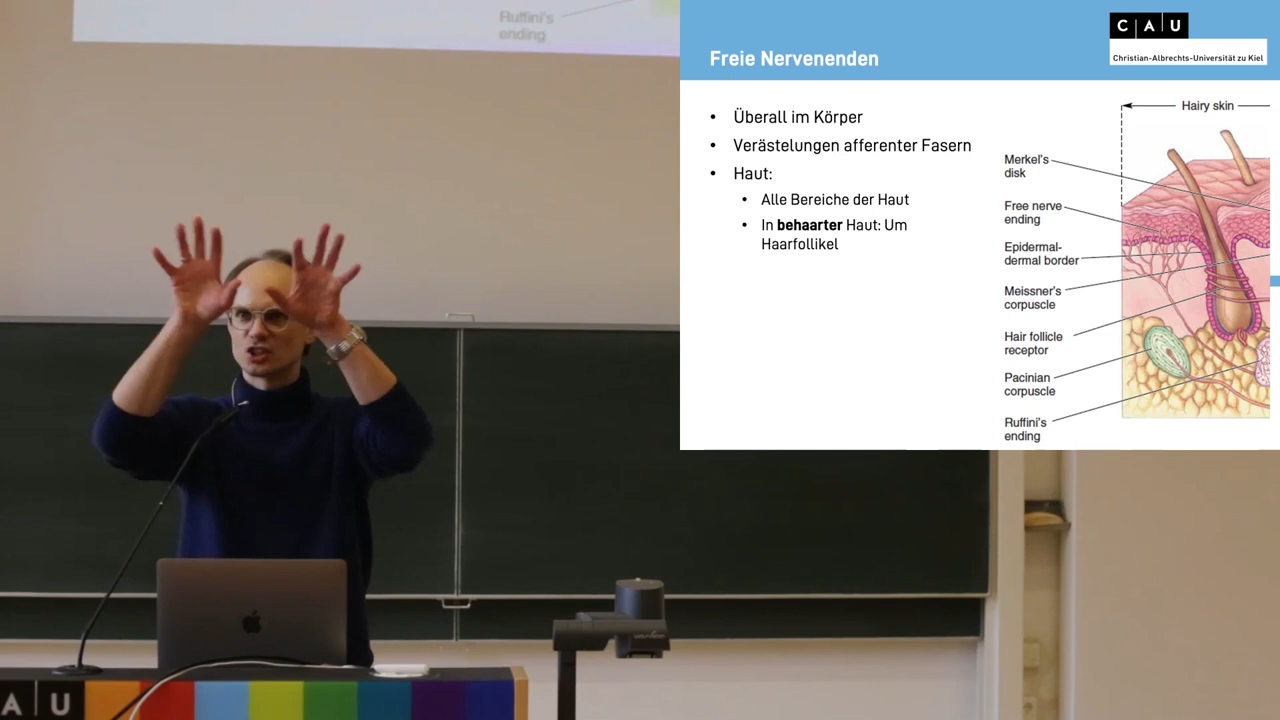 Ruffini's
ending
CAU
Christian-Albrechts-Universität zu Kiel
Freie Nervenenden
• Überall im Körper
• Verästelungen afferenter Fasern
• Haut:
• Alle Bereiche der Haut
• In behaarter Haut: Um
Haarfollikel
Hairy skin
Merkel's
disk
Free nerve
ending
Epidermal-
dermal border
Meissner's
corpuscle
Hair follicle
receptor
Pacinian
corpuscle
Ruffini's
ending
AU